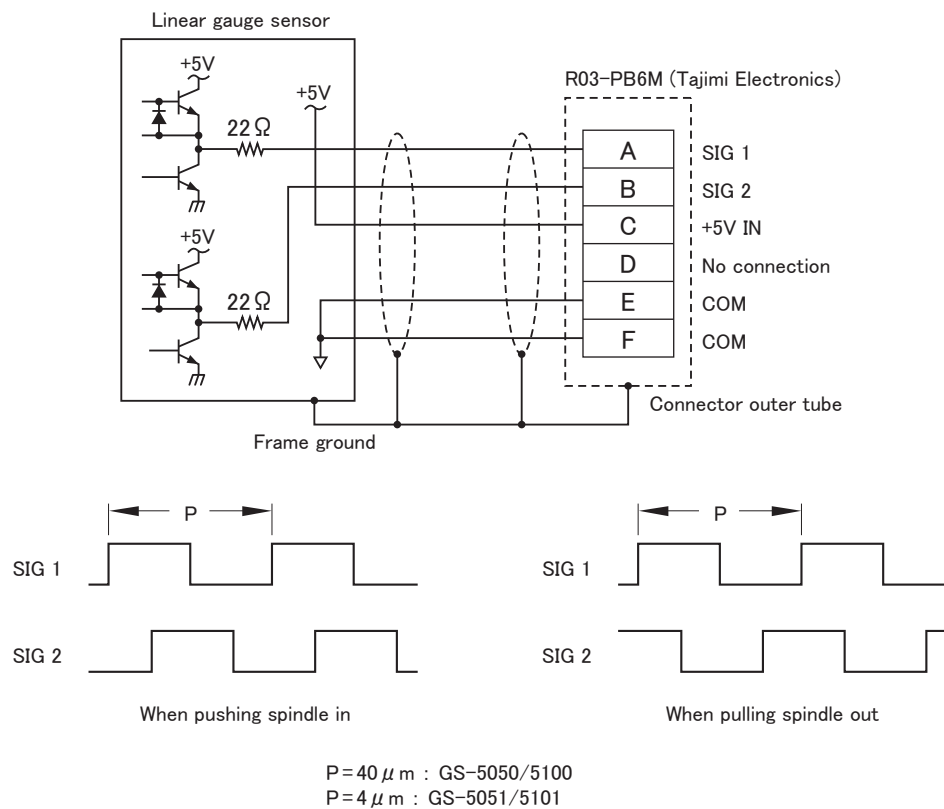 Linear gauge sensor
+5V
+5V
22Ω
R03-PB6M (Tajimi Electronics)
A SIG 1
B SIG 2
C +5V IN
D No connection
E COM
F COM
+5V
22Ω
Connector outer tube
Frame ground
P
SIG 1
SIG 2
When pushing spindle in
P
SIG 1
SIG 2
When pulling spindle out
P=40μm : GS-5050/5100
P=4μm : GS-5051/5101